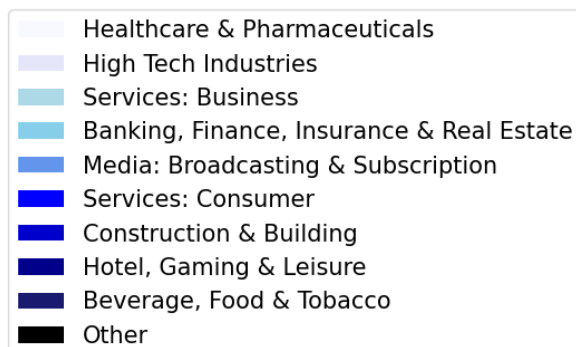 Healthcare & Pharmaceuticals
High Tech Industries
Services: Business
Banking, Finance, Insurance & Real Estate
Media: Broadcasting & Subscription
Services: Consumer
Construction & Building
Hotel, Gaming & Leisure
Beverage, Food & Tobacco
Other